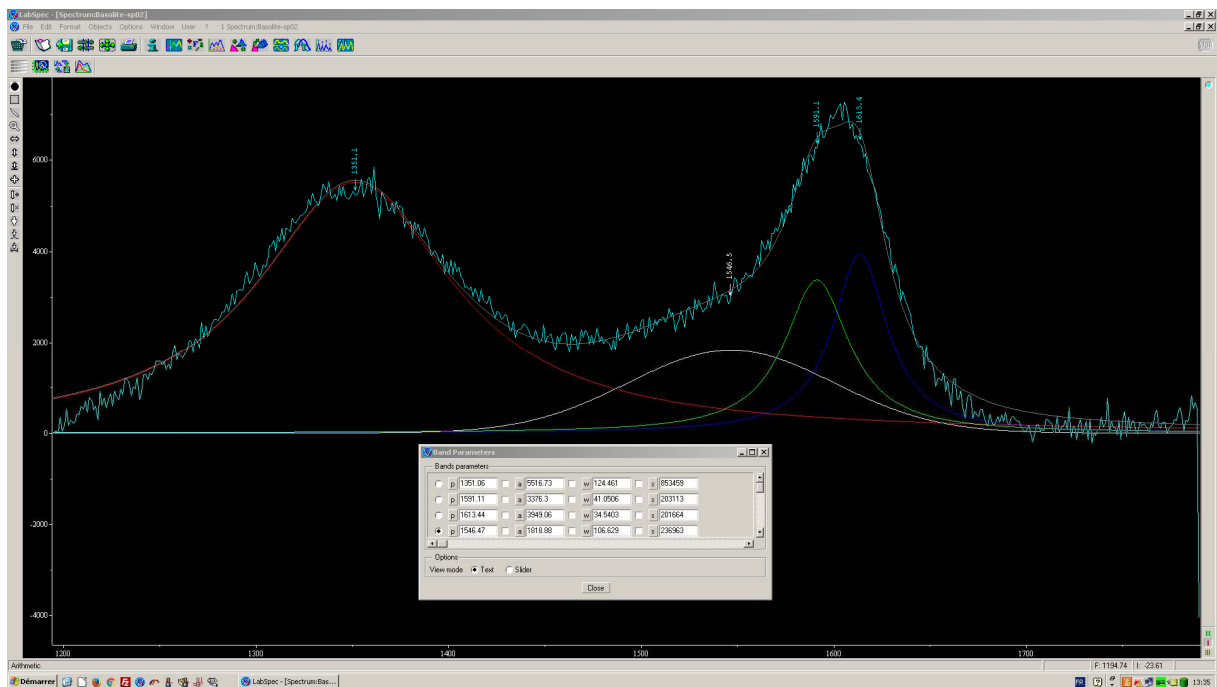 LabSpec - [Spectrum:Basolite-sp02]
File Edit Format Objects Options Window User ? - 1 Spectrum:Basolite-sp02
STOP
1351.1
1591.1
1613.4
1546.5
6000
4000
2000
0
-2000
-4000
1200 1300 1400 1500 1600 1700
Band Parameters
Bands parameters
p 1351.06 a 5516.73 w 124.461 s 853459
p 1591.11 a 3376.3 w 41.0506 s 203113
p 1613.44 a 3949.06 w 34.5403 s 201664
p 1546.47 a 1818.88 w 106.629 s 236963
Options
View mode Text Slider
Close
Arithmetic F: 1194.74 I: -23.61
Démarrer LabSpec - [Spectrum:Bas... FR 13:35